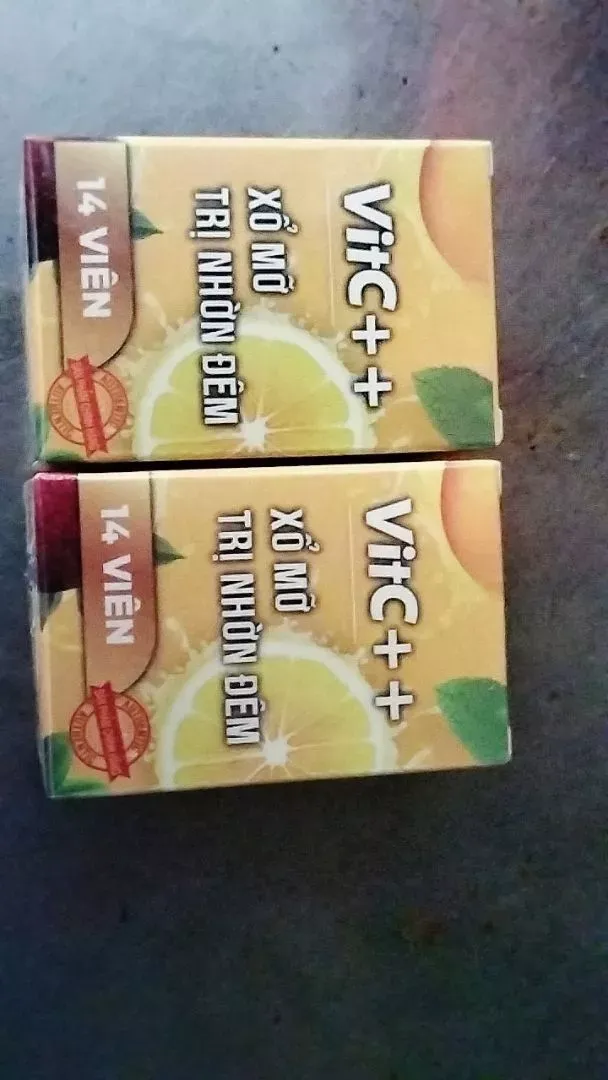 VitC++
XỔ MỠ
TRỊ NHỜN ĐÊM
14 VIÊN
VitC++
XỔ MỠ
TRỊ NHỜN ĐÊM
14 VIÊN